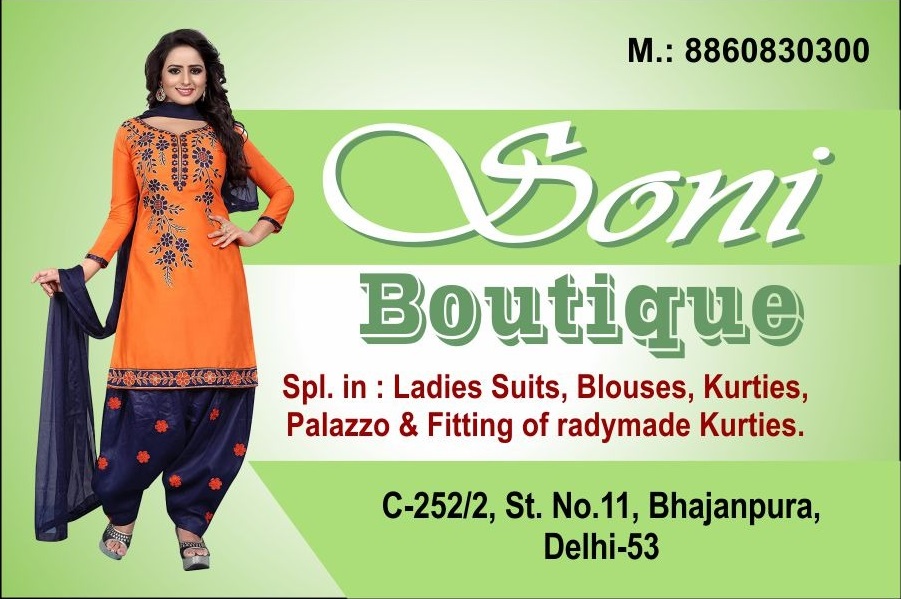 M.: 8860830300
Soni
Boutique
Spl. in : Ladies Suits, Blouses, Kurties,
Palazzo & Fitting of radymade Kurties.
C-252/2, St. No.11, Bhajanpura,
Delhi-53